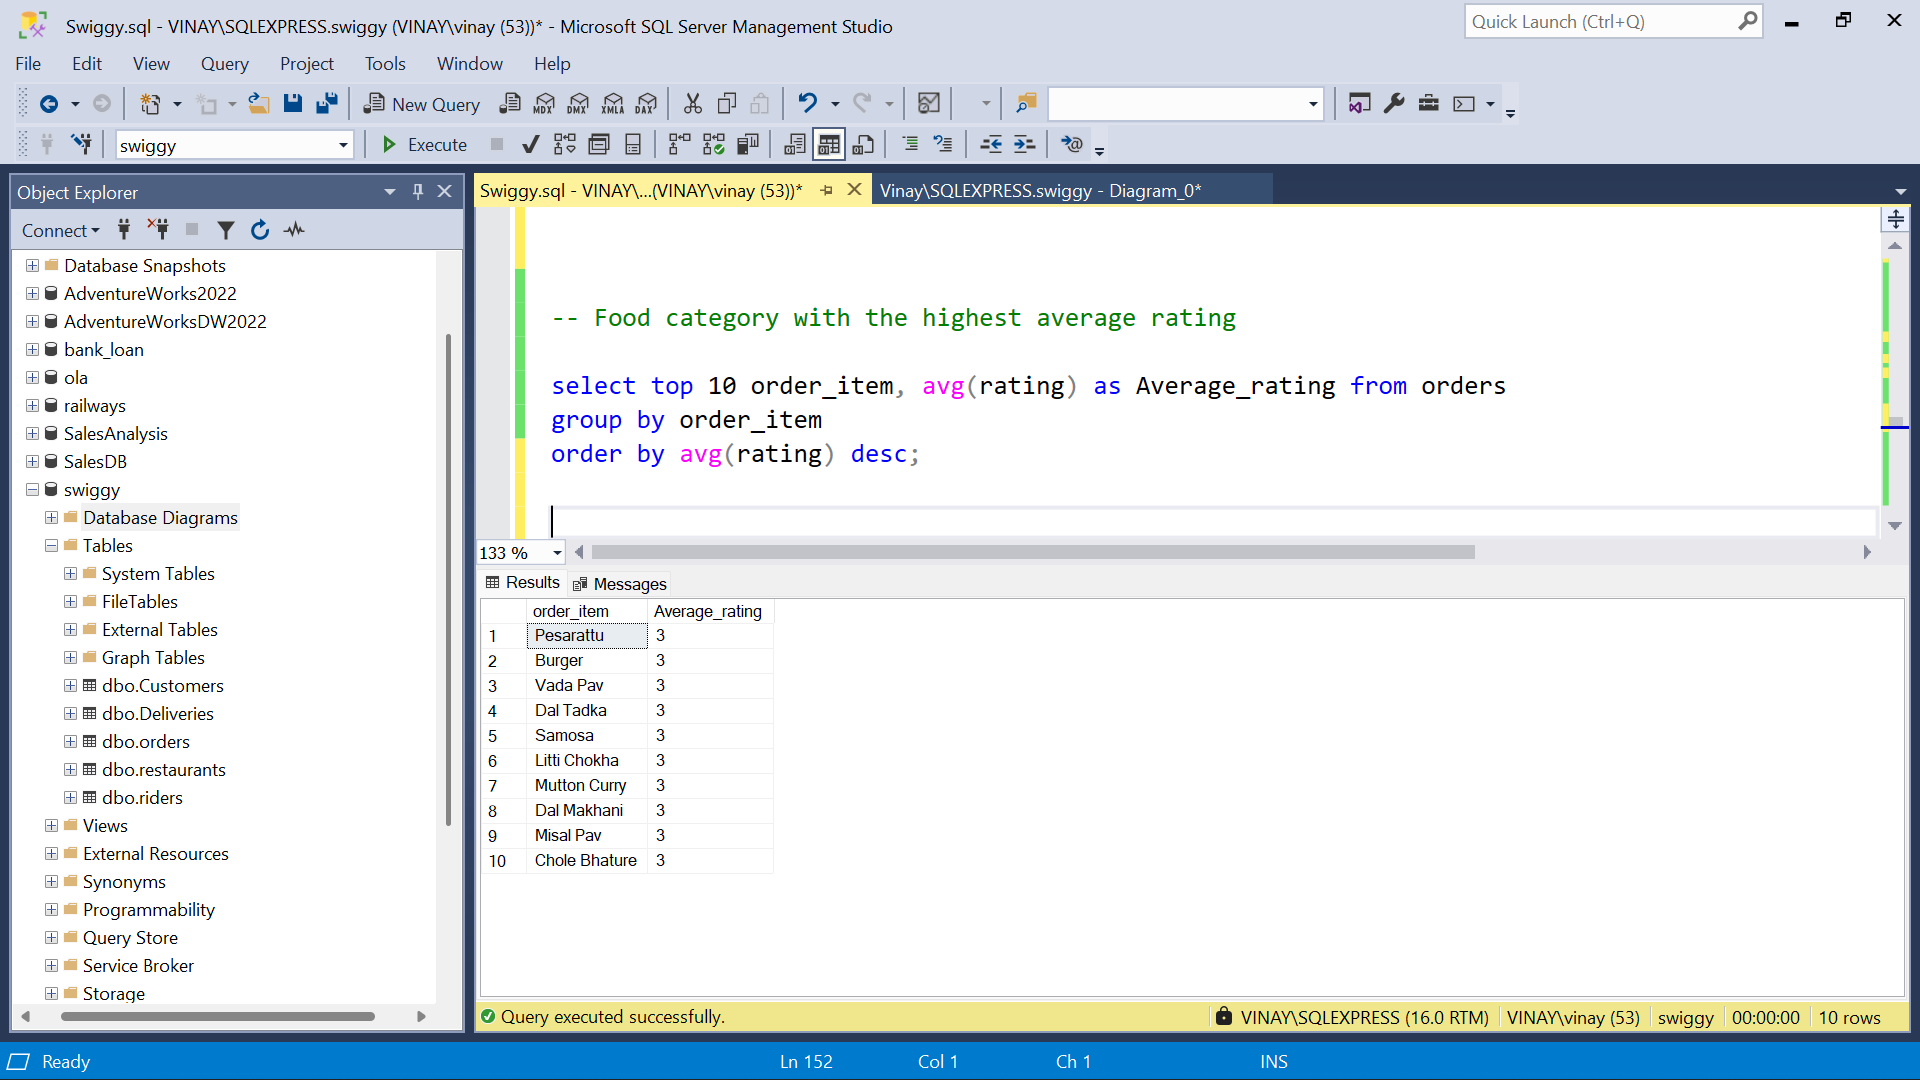 Swiggy.sql - VINAY\SQLEXPRESS.swiggy (VINAY\vinay (53))* - Microsoft SQL Server Management Studio
Quick Launch (Ctrl+Q)
File Edit View Query Project Tools Window Help
New Query MDX DMX XMLA DAX
swiggy Execute
Object Explorer
Connect
Database Snapshots
AdventureWorks2022
AdventureWorksDW2022
bank_loan
ola
railways
SalesAnalysis
SalesDB
swiggy
Database Diagrams
Tables
System Tables
FileTables
External Tables
Graph Tables
dbo.Customers
dbo.Deliveries
dbo.orders
dbo.restaurants
dbo.riders
Views
External Resources
Synonyms
Programmability
Query Store
Service Broker
Storage
Swiggy.sql - VINAY\...(VINAY\vinay (53))* Vinay\SQLEXPRESS.swiggy - Diagram_0*
-- Food category with the highest average rating
select top 10 order_item, avg(rating) as Average_rating from orders
group by order_item
order by avg(rating) desc;
133 %
Results Messages
order_item Average_rating
1 Pesarattu 3
2 Burger 3
3 Vada Pav 3
4 Dal Tadka 3
5 Samosa 3
6 Litti Chokha 3
7 Mutton Curry 3
8 Dal Makhani 3
9 Misal Pav 3
10 Chole Bhature 3
Query executed successfully. VINAY\SQLEXPRESS (16.0 RTM) VINAY\vinay (53) swiggy 00:00:00 10 rows
Ready Ln 152 Col 1 Ch 1 INS